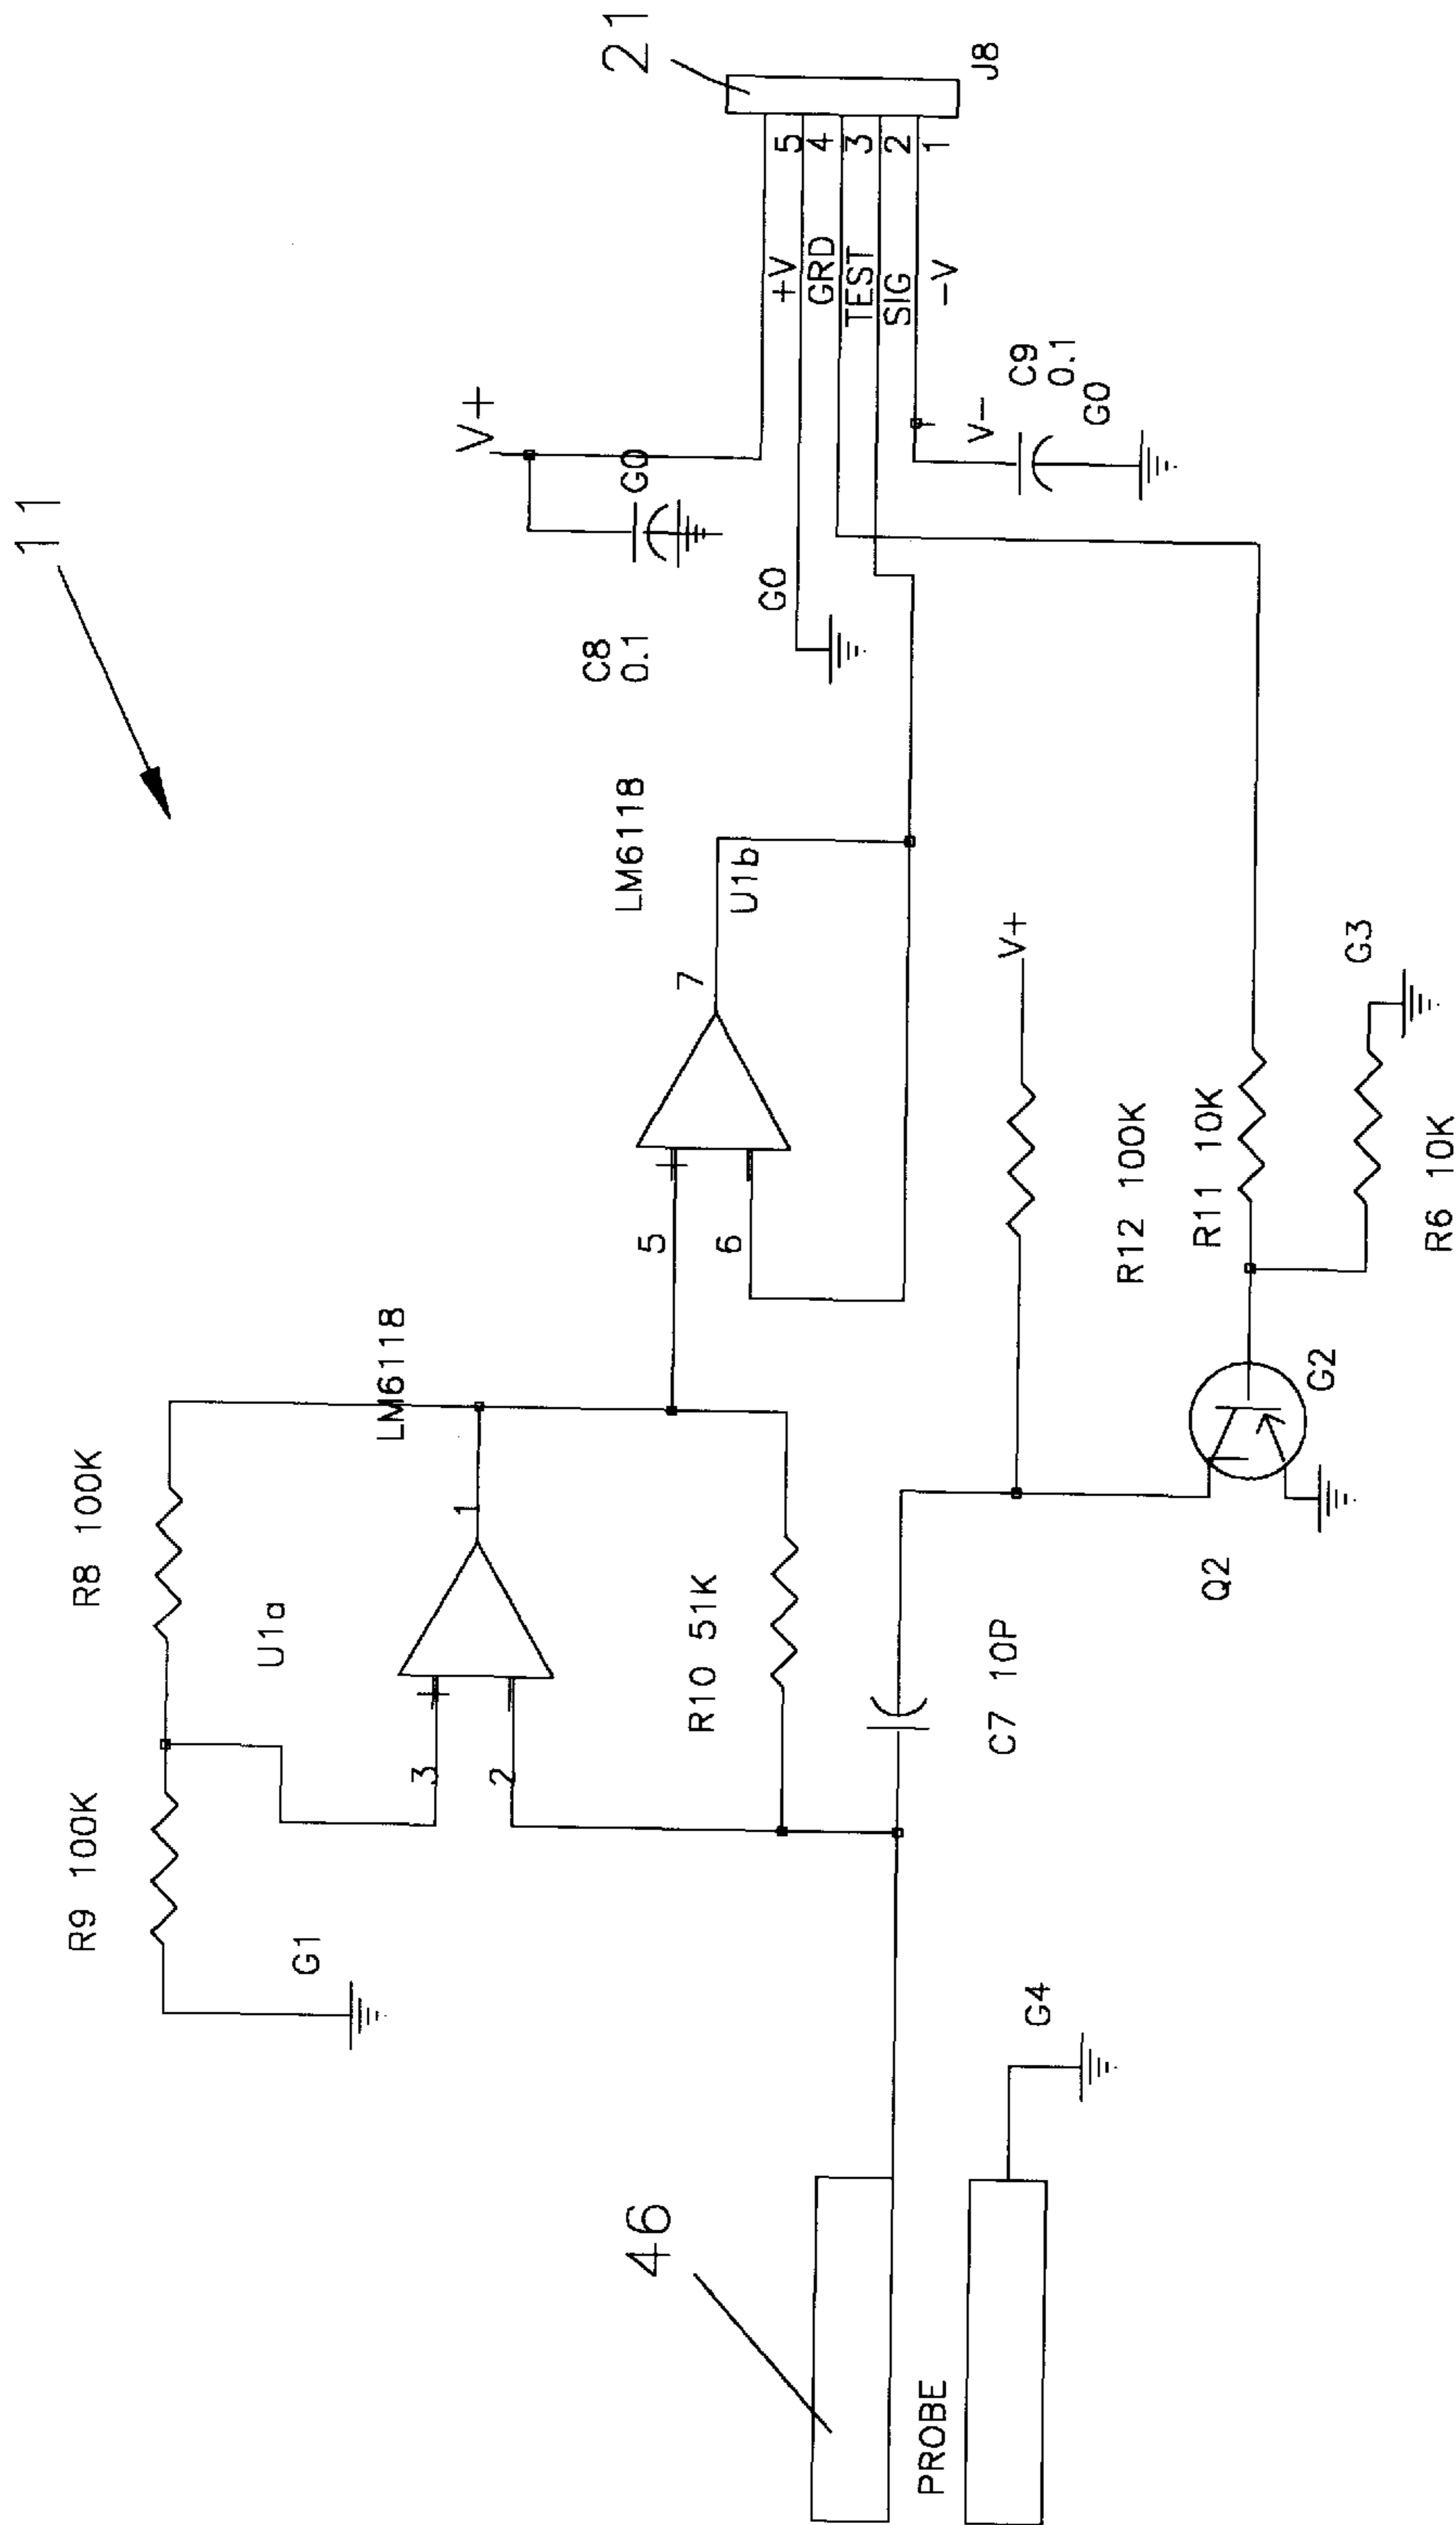 11
R9 100K
R8 100K
G1
U1a
3
2
1
LM6118
R10 51K
5
6
7
LM6118
U1b
V+
C8
0.1
G0
G0
21
J8
5
4
3
2
1
+V
GRD
TEST
SIG
-V
V-
C9
0.1
G0
46
PROBE
G4
C7 10P
V+
R12 100K
R11 10K
Q2
G2
G3
R6 10K